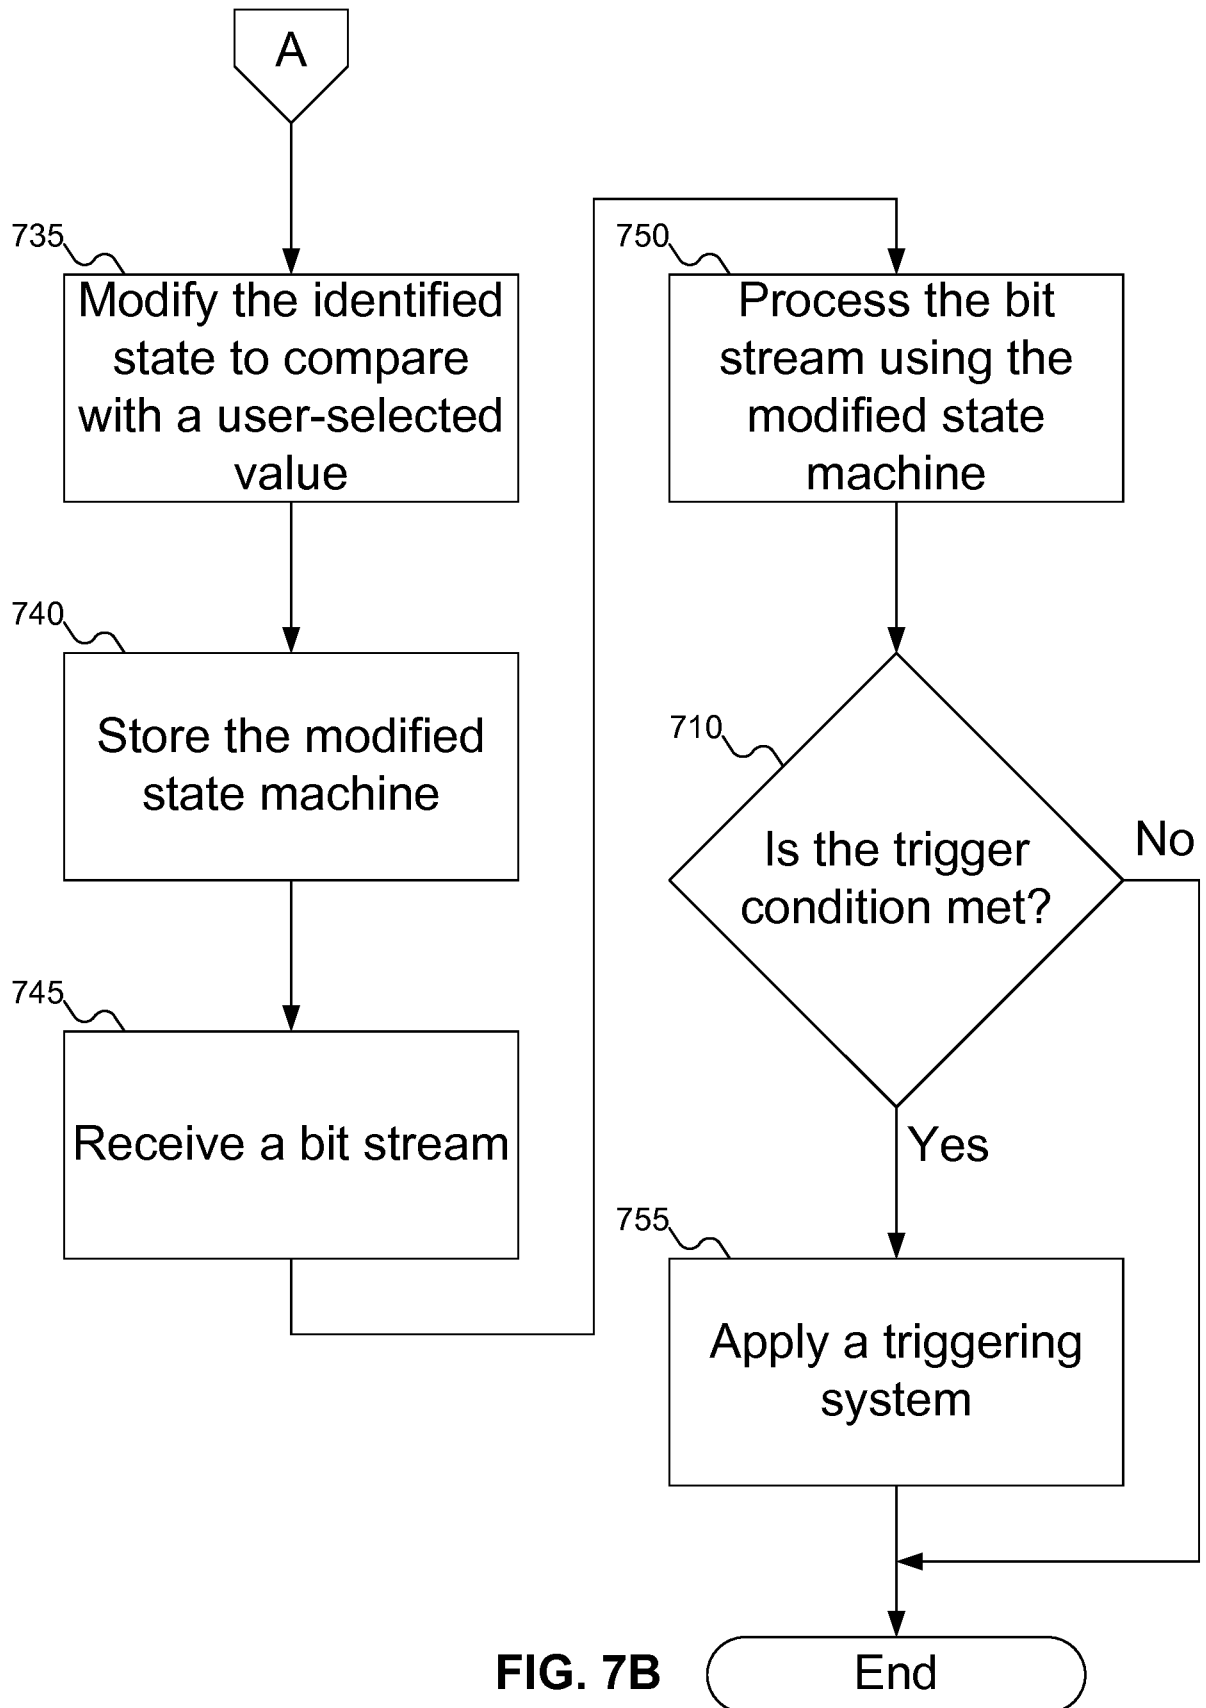 A
735
Modify the identified
state to compare
with a user-selected
value
740
Store the modified
state machine
745
Receive a bit stream
750
Process the bit
stream using the
modified state
machine
710
Is the trigger
condition met?
No
Yes
755
Apply a triggering
system
End
FIG. 7B